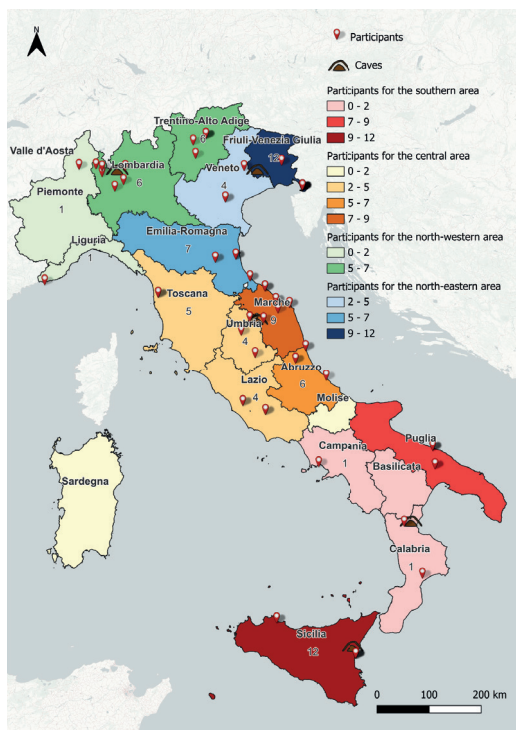 N
Participants
Caves
Participants for the southern area
0 - 2
7 - 9
9 - 12
Participants for the central area
0 - 2
2 - 5
5 - 7
7 - 9
Participants for the north-western area
0 - 2
5 - 7
Participants for the north-eastern area
2 - 5
5 - 7
9 - 12
Trentino-Alto Adige
6
Friuli-Venezia Giulia
12
Valle d'Aosta
Lombardia
6
Veneto
4
Piemonte
1
Emilia-Romagna
7
Liguria
1
Toscana
5
Marche
9
Umbria
4
Lazio
4
Abruzzo
6
Molise
Campania
1
Puglia
Basilicata
Sardegna
Calabria
1
Sicilia
12
0 100 200 km